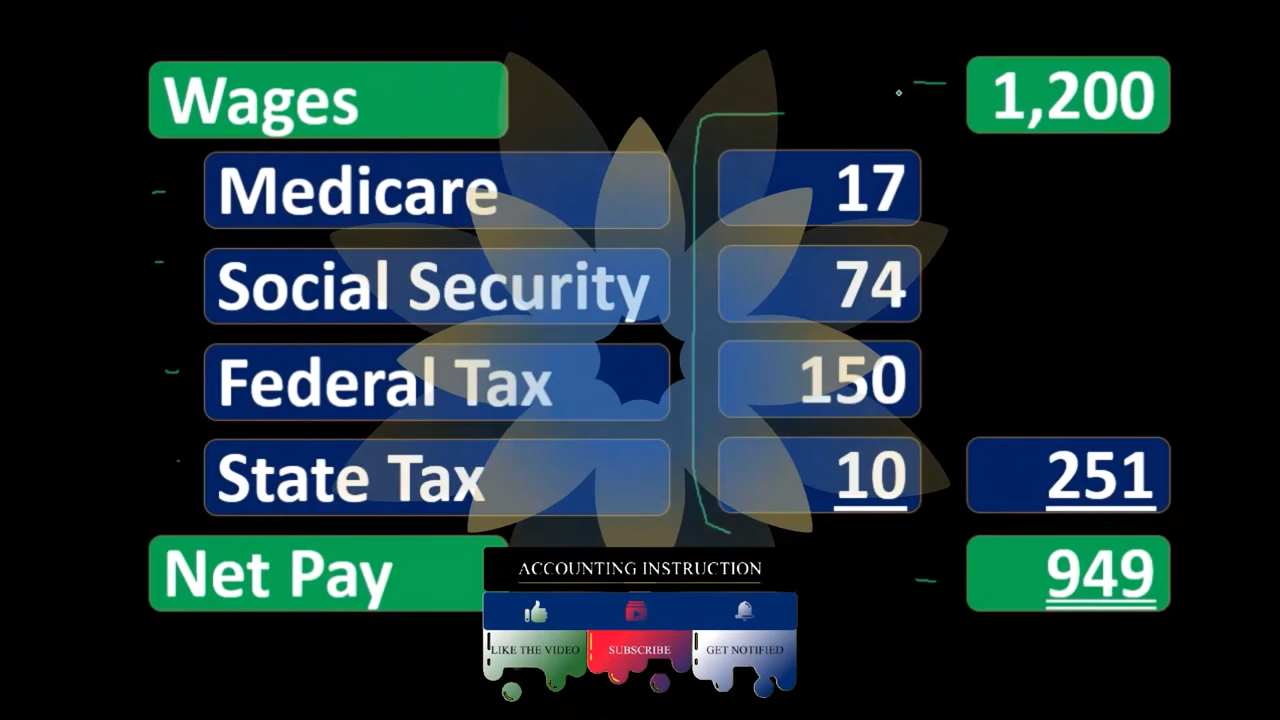 Wages 1,200
Medicare 17
Social Security 74
Federal Tax 150
State Tax 10 251
Net Pay 949
ACCOUNTING INSTRUCTION
LIKE THE VIDEO SUBSCRIBE GET NOTIFIED